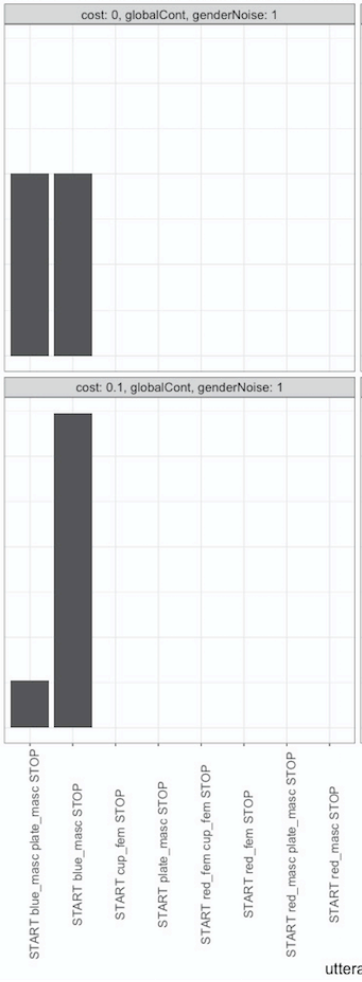 cost: 0, globalCont, genderNoise: 1
cost: 0.1, globalCont, genderNoise: 1
START blue_masc plate_masc STOP
START blue_masc STOP
START cup_fem STOP
START plate_masc STOP
START red_fem cup_fem STOP
START red_fem STOP
START red_masc plate_masc STOP
START red_masc STOP
uttera